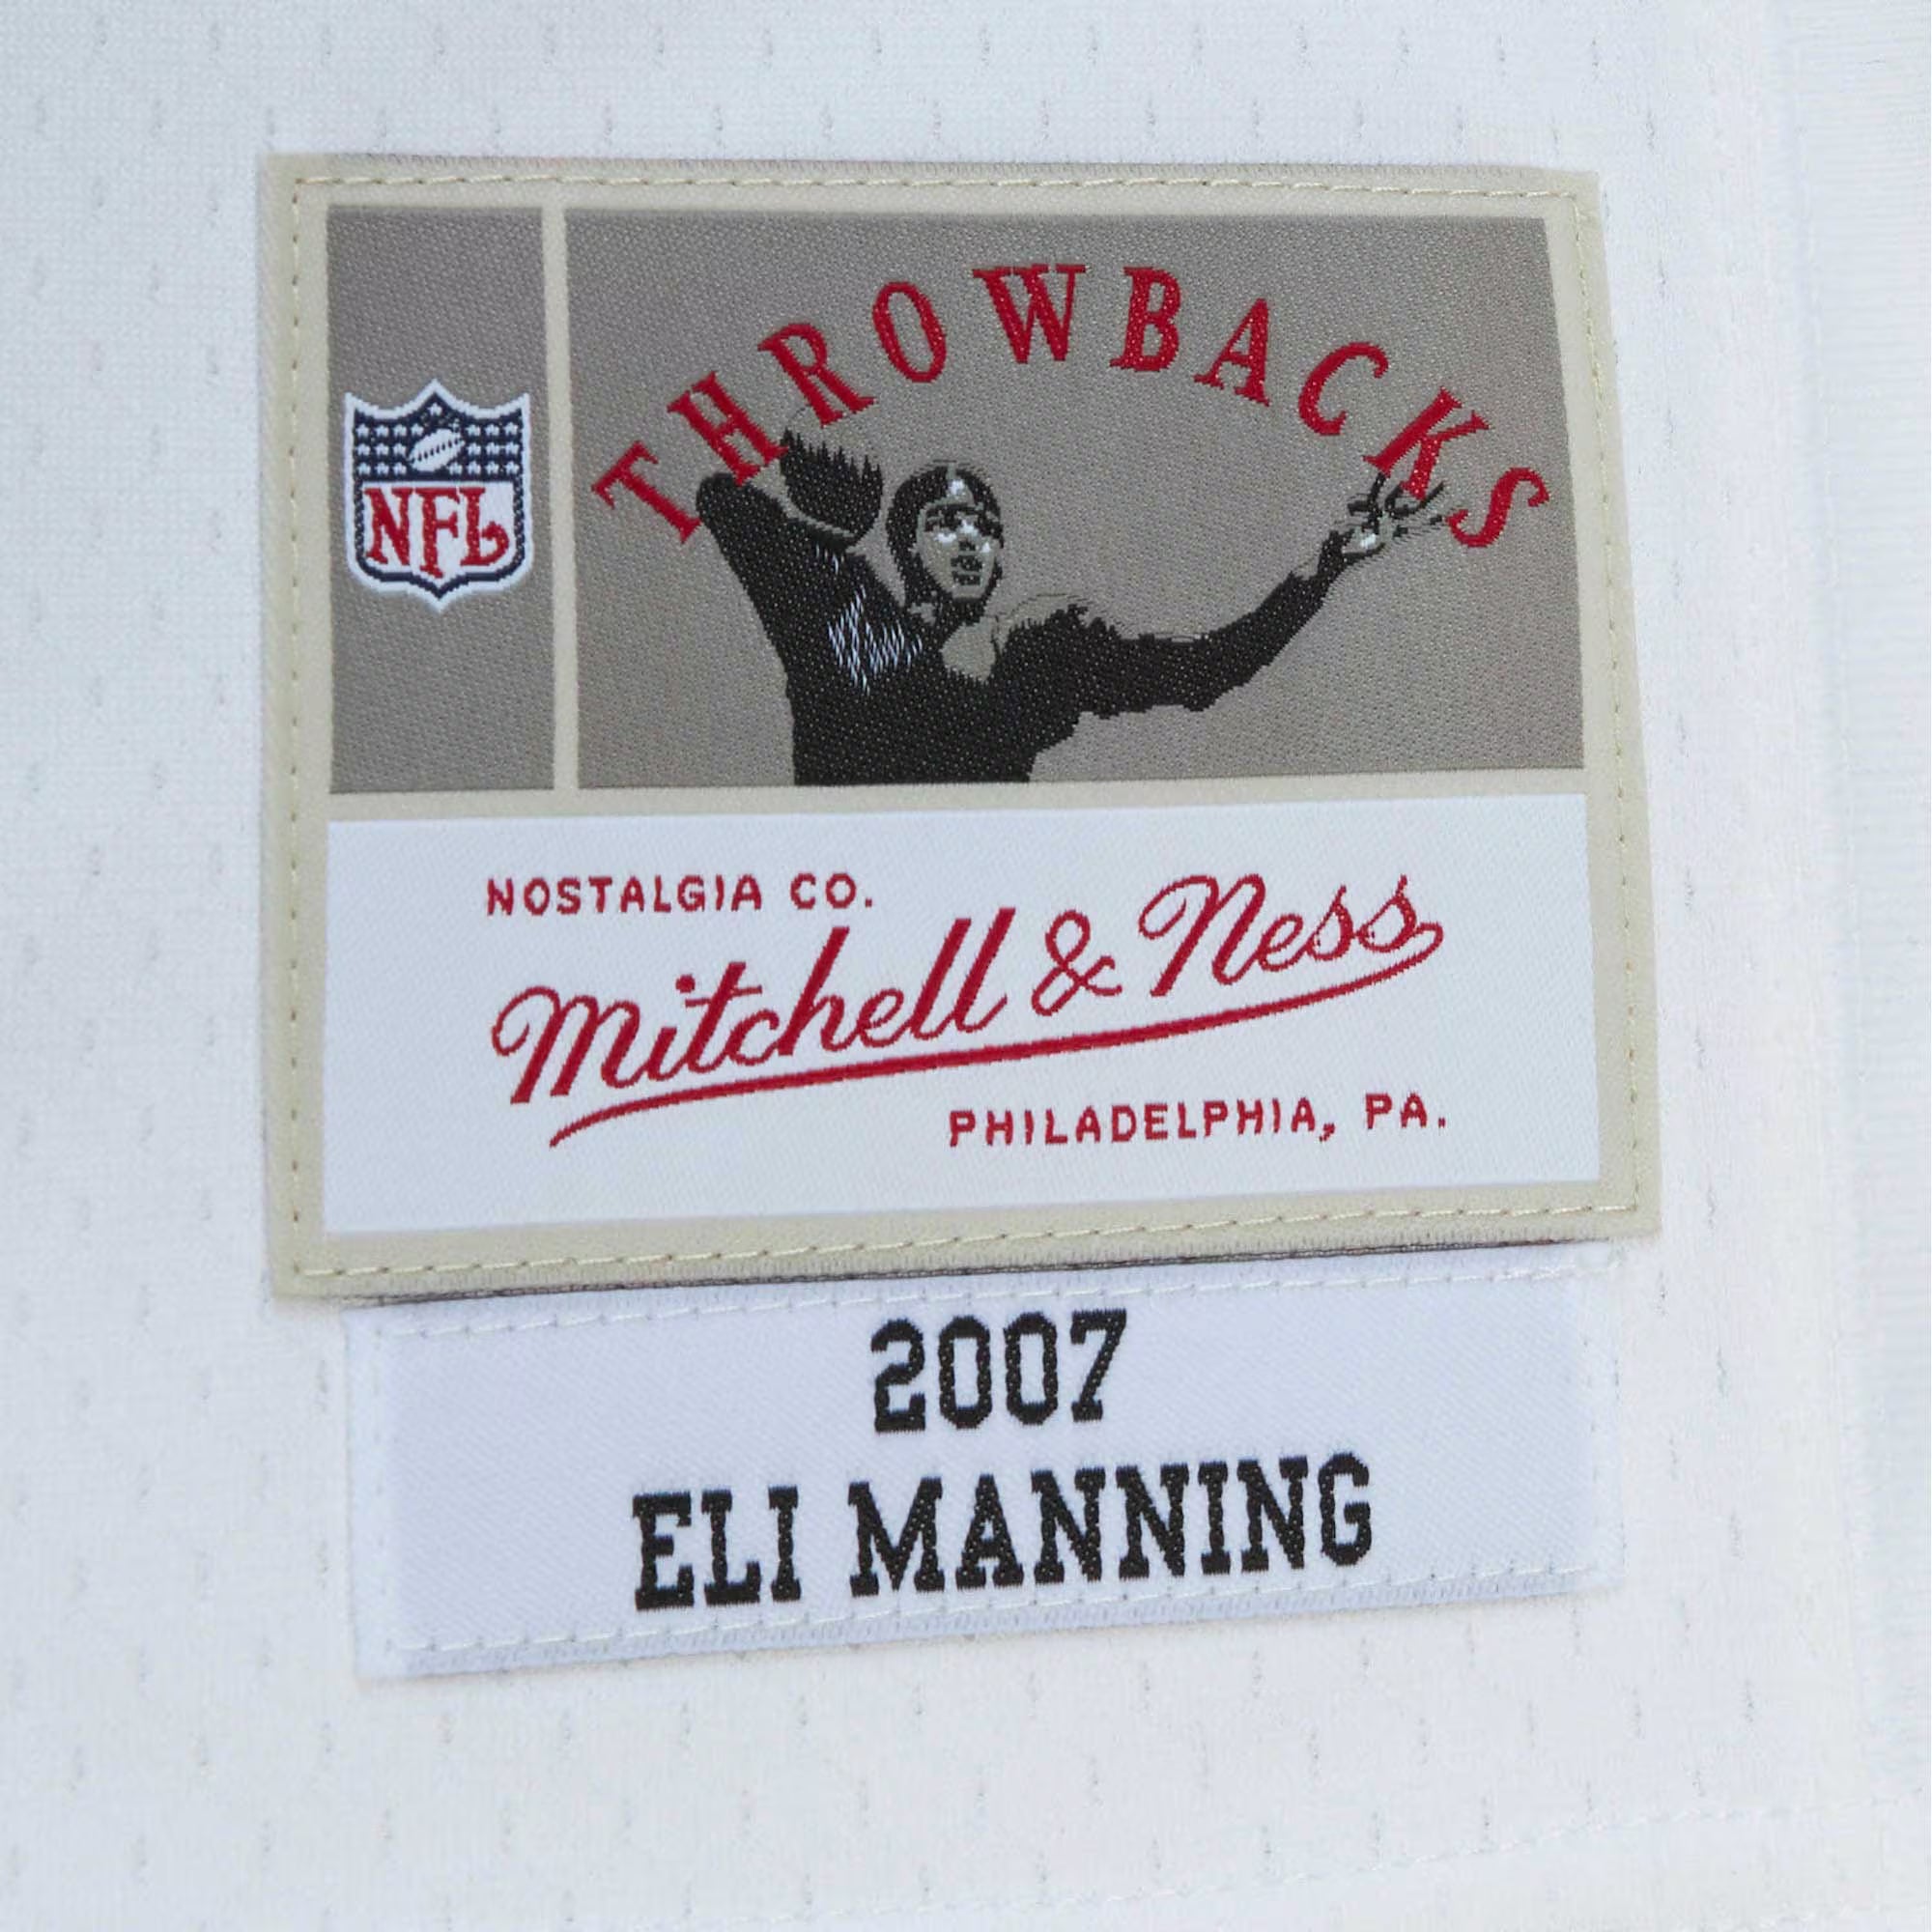 THROWBACKS
NFL
NOSTALGIA CO.
Mitchell & Ness
PHILADELPHIA, PA.
2007
ELI MANNING